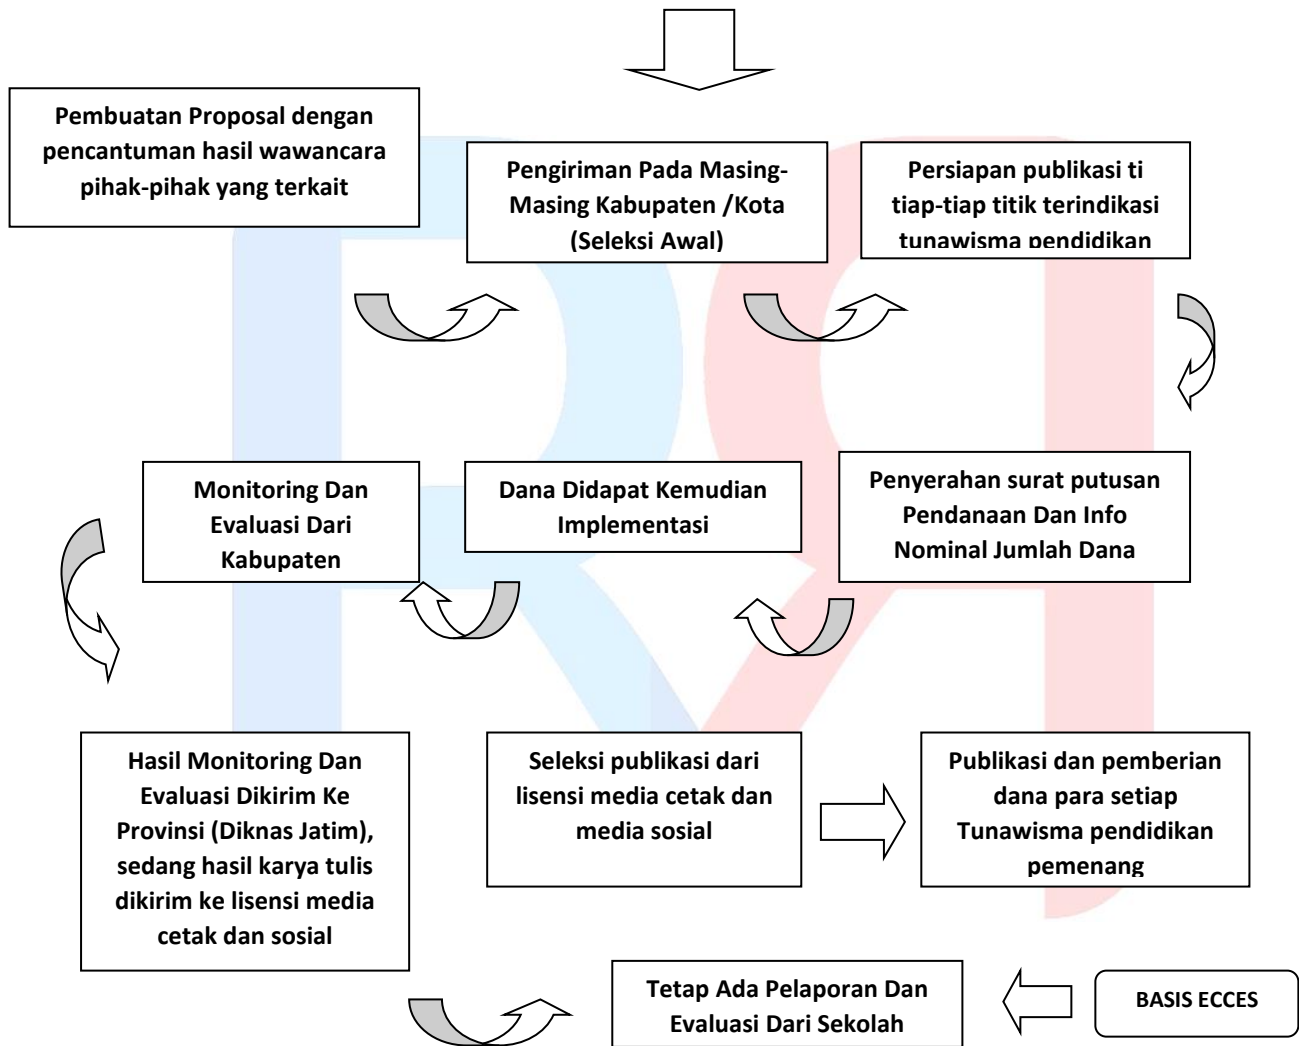 Pembuatan Proposal dengan
pencantuman hasil wawancara
pihak-pihak yang terkait
Pengiriman Pada Masing-
Masing Kabupaten /Kota
(Seleksi Awal)
Persiapan publikasi ti
tiap-tiap titik terindikasi
tunawisma pendidikan
Penyerahan surat putusan
Pendanaan Dan Info
Nominal Jumlah Dana
Dana Didapat Kemudian
Implementasi
Monitoring Dan
Evaluasi Dari
Kabupaten
Hasil Monitoring Dan
Evaluasi Dikirim Ke
Provinsi (Diknas Jatim),
sedang hasil karya tulis
dikirim ke lisensi media
cetak dan sosial
Seleksi publikasi dari
lisensi media cetak dan
media sosial
Publikasi dan pemberian
dana para setiap
Tunawisma pendidikan
pemenang
Tetap Ada Pelaporan Dan
Evaluasi Dari Sekolah
BASIS ECCES